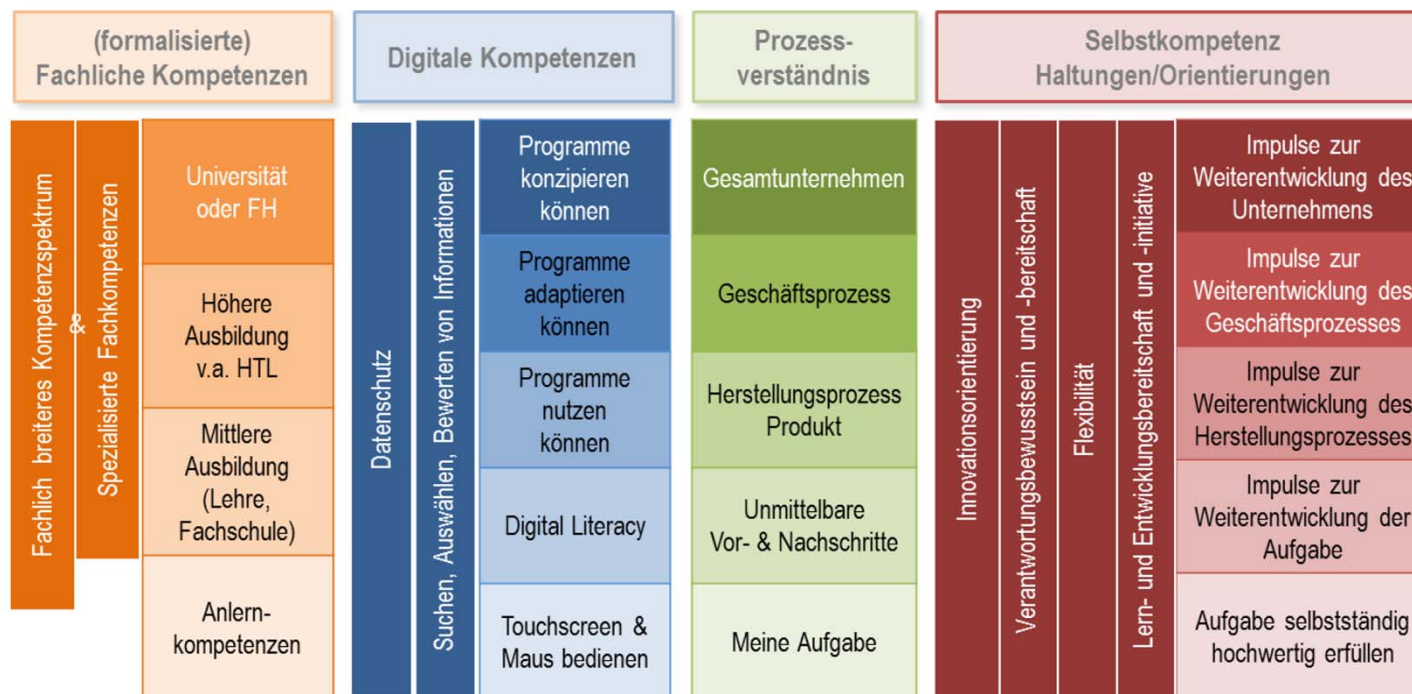 (formalisierte)
Fachliche Kompetenzen
Fachlich breiteres Kompetenzspektrum
&
Spezialisierte Fachkompetenzen
Universität
oder FH
Höhere
Ausbildung
v.a. HTL
Mittlere
Ausbildung
(Lehre,
Fachschule)
Anlern-
kompetenzen
Digitale Kompetenzen
Datenschutz
Suchen, Auswählen, Bewerten von Informationen
Programme
konzipieren
können
Programme
adaptieren
können
Programme
nutzen
können
Digital Literacy
Touchscreen &
Maus bedienen
Prozess-
verständnis
Gesamtunternehmen
Geschäftsprozess
Herstellungsprozess
Produkt
Unmittelbare
Vor- & Nachschritte
Meine Aufgabe
Selbstkompetenz
Haltungen/Orientierungen
Innovationsorientierung
Verantwortungsbewusstsein und -bereitschaft
Flexibilität
Lern- und Entwicklungsbereitschaft und -initiative
Impulse zur
Weiterentwicklung des
Unternehmens
Impulse zur
Weiterentwicklung des
Geschäftsprozesses
Impulse zur
Weiterentwicklung des
Herstellungsprozesses
Impulse zur
Weiterentwicklung der
Aufgabe
Aufgabe selbstständig
hochwertig erfüllen